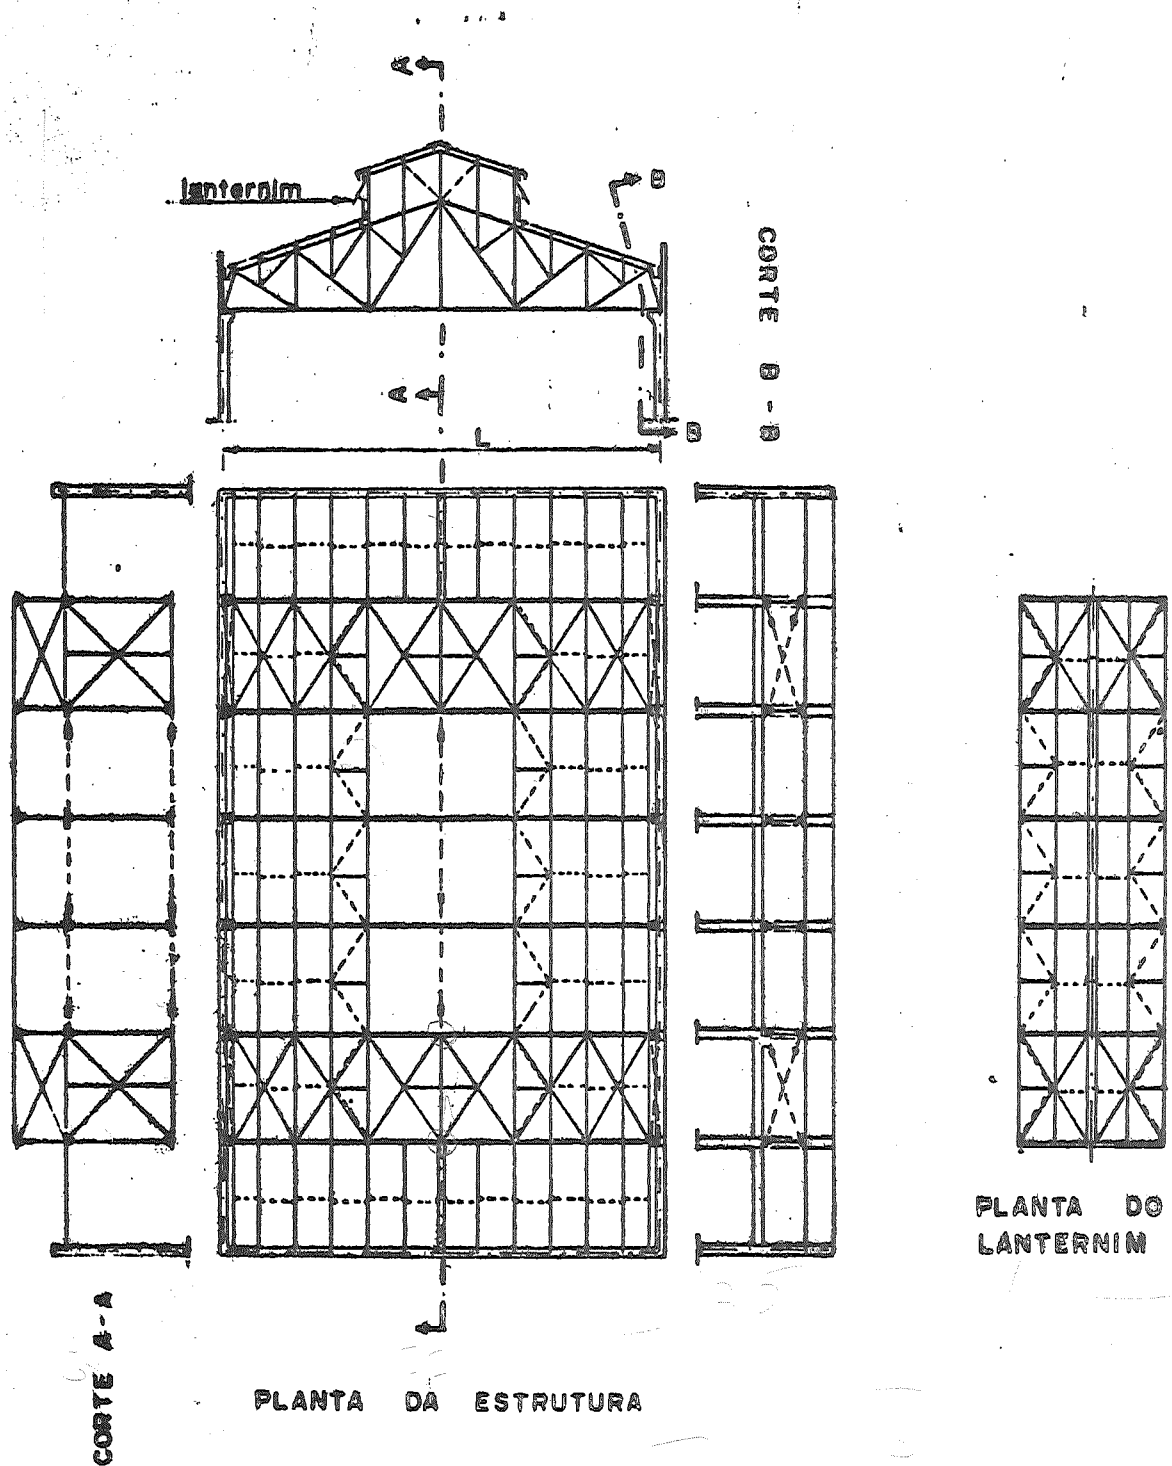 A
lanternim
B
CORTE B-B
A
B
L
PLANTA DO
LANTERNIM
CORTE A-A
PLANTA DA ESTRUTURA